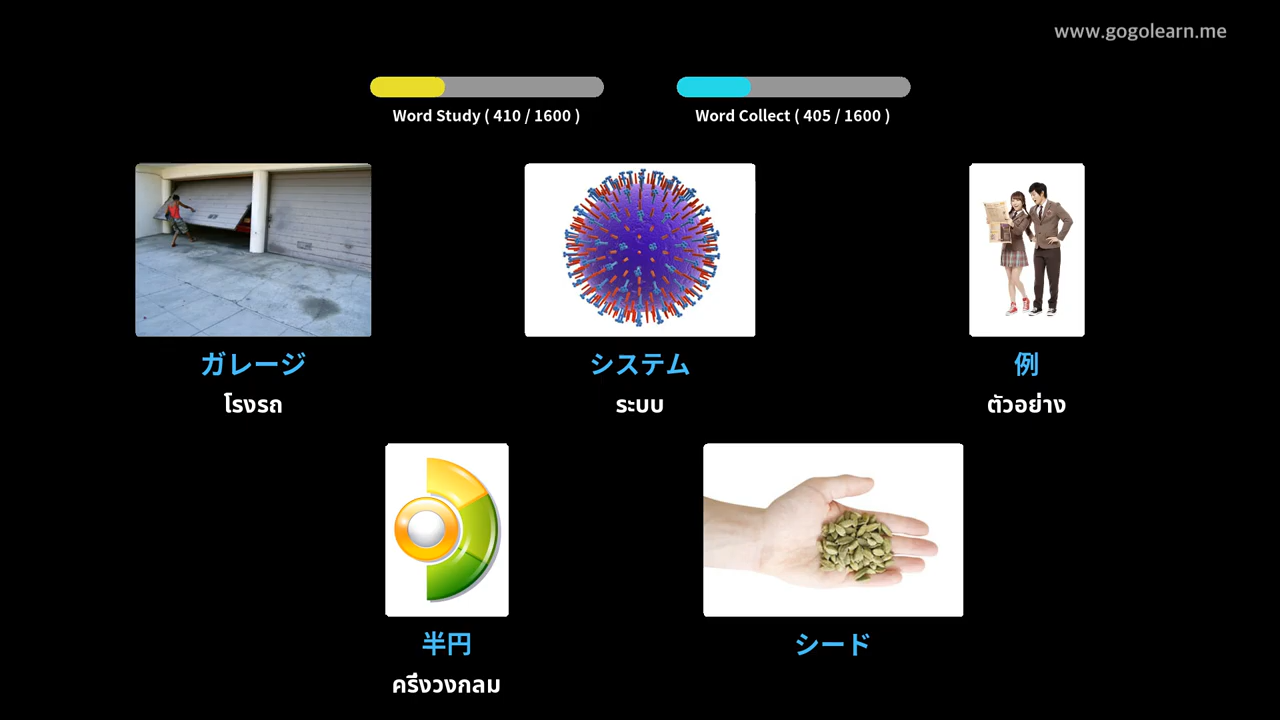 www.gogolearn.me
Word Study ( 410 / 1600 )
Word Collect ( 405 / 1600 )
ガレージ
システム
例
โรงรถ
ระบบ
ตัวอย่าง
半円
シード
ครึ่งวงกลม